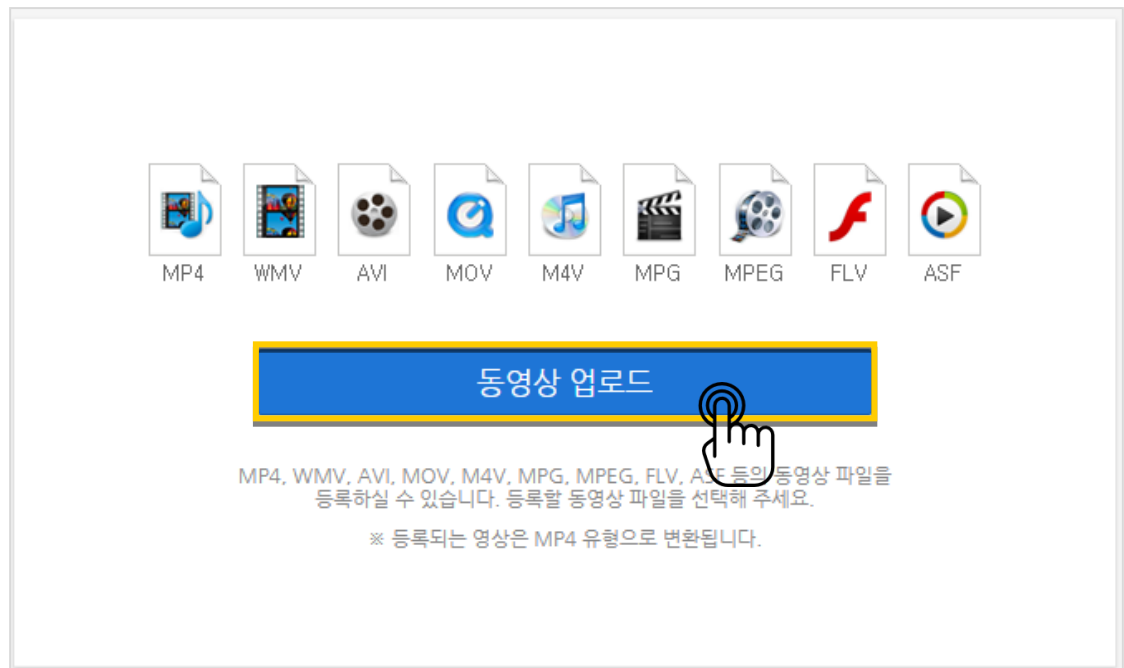 MP4 WMV AVI MOV M4V MPG MPEG FLV ASF
동영상 업로드
MP4, WMV, AVI, MOV, M4V, MPG, MPEG, FLV, ASF 등의 동영상 파일을
등록하실 수 있습니다. 등록할 동영상 파일을 선택해 주세요.
※ 등록되는 영상은 MP4 유형으로 변환됩니다.